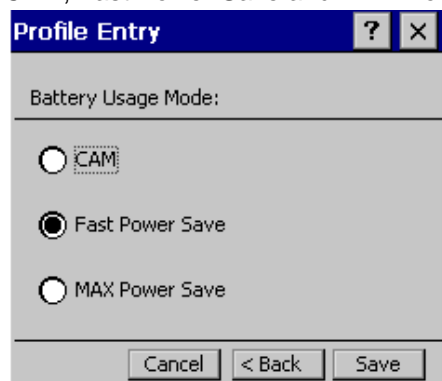 Profile Entry ? X
Battery Usage Mode:
CAM
Fast Power Save
MAX Power Save
Cancel < Back Save